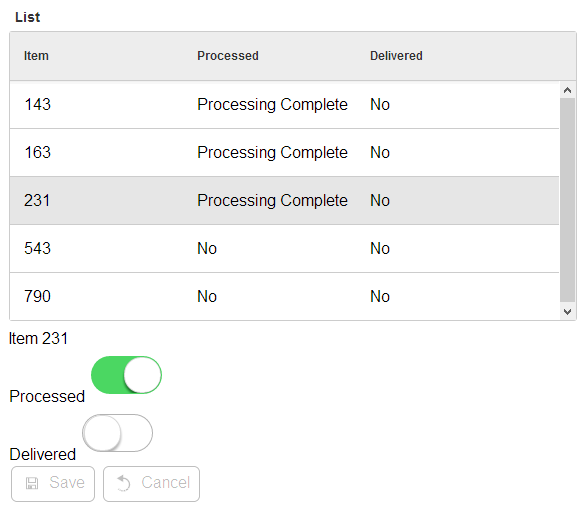 List
Item Processed Delivered
143 Processing Complete No
163 Processing Complete No
231 Processing Complete No
543 No No
790 No No
Item 231
Processed
Delivered
Save Cancel